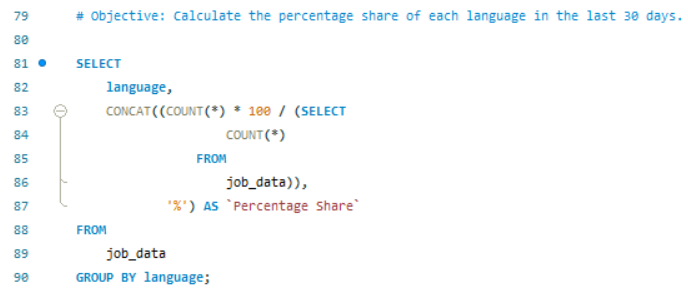 79 # Objective: Calculate the percentage share of each language in the last 30 days.
80
81 SELECT
82 language,
83 CONCAT((COUNT(*) * 100 / (SELECT
84 COUNT(*)
85 FROM
86 job_data)),
87 '%') AS `Percentage Share`
88 FROM
89 job_data
90 GROUP BY language;